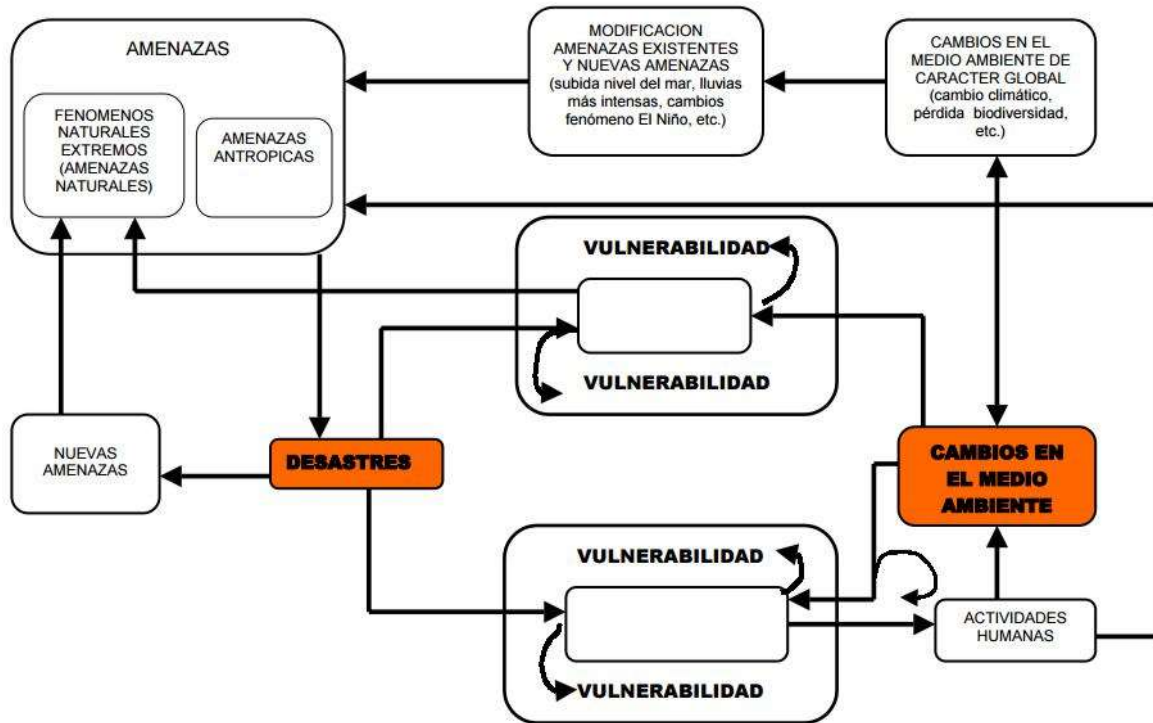 AMENAZAS
FENOMENOS
NATURALES
EXTREMOS
(AMENAZAS
NATURALES)
AMENAZAS
ANTROPICAS
MODIFICACION
AMENAZAS EXISTENTES
Y NUEVAS AMENAZAS
(subida nivel del mar, lluvias
más intensas, cambios
fenómeno El Niño, etc.)
CAMBIOS EN EL
MEDIO AMBIENTE DE
CARACTER GLOBAL
(cambio climático,
pérdida biodiversidad,
etc.)
VULNERABILIDAD
VULNERABILIDAD
NUEVAS
AMENAZAS
DESASTRES
CAMBIOS EN
EL MEDIO
AMBIENTE
VULNERABILIDAD
VULNERABILIDAD
ACTIVIDADES
HUMANAS